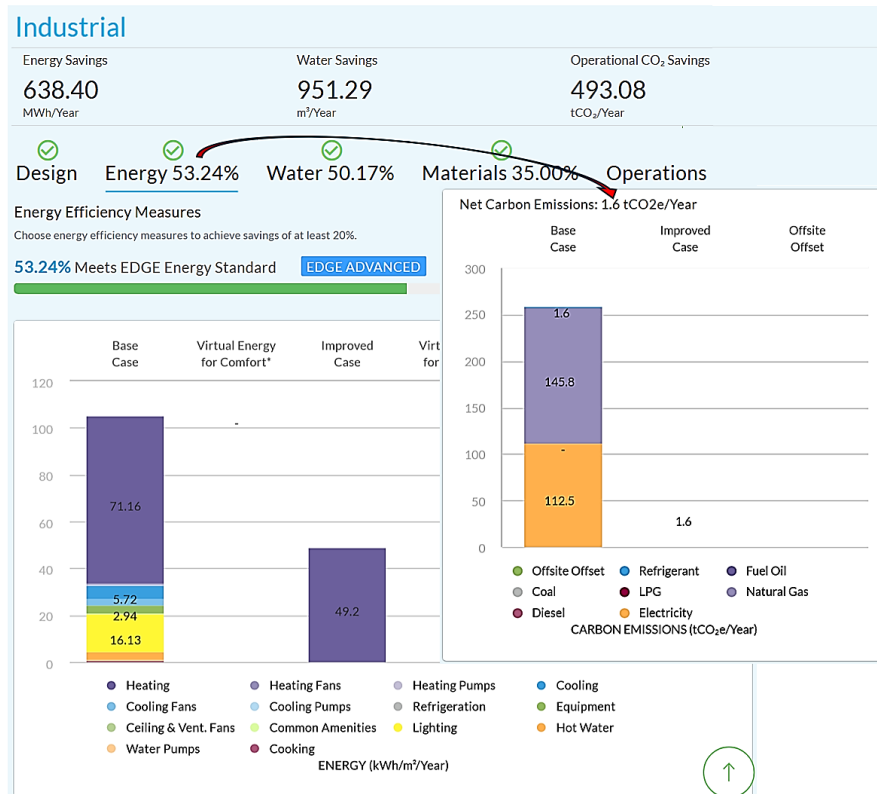 Industrial
Energy Savings
Water Savings
Operational CO₂ Savings
638.40
951.29
493.08
MWh/Year
m³/Year
tCO₂/Year
Design
Energy 53.24%
Water 50.17%
Materials 35.00%
Operations
Energy Efficiency Measures
Choose energy efficiency measures to achieve savings of at least 20%.
53.24% Meets EDGE Energy Standard
EDGE ADVANCED
Base
Case
Virtual Energy
for Comfort*
Improved
Case
Virt
for
120
100
80
60
40
20
0
-
71.16
5.72
2.94
16.13
49.2
Heating
Heating Fans
Heating Pumps
Cooling
Cooling Fans
Cooling Pumps
Refrigeration
Equipment
Ceiling & Vent. Fans
Common Amenities
Lighting
Hot Water
Water Pumps
Cooking
ENERGY (kWh/m²/Year)
Net Carbon Emissions: 1.6 tCO2e/Year
Base
Case
Improved
Case
Offsite
Offset
300
250
200
150
100
50
0
1.6
145.8
-
112.5
1.6
Offsite Offset
Refrigerant
Fuel Oil
Coal
LPG
Natural Gas
Diesel
Electricity
CARBON EMISSIONS (tCO₂e/Year)